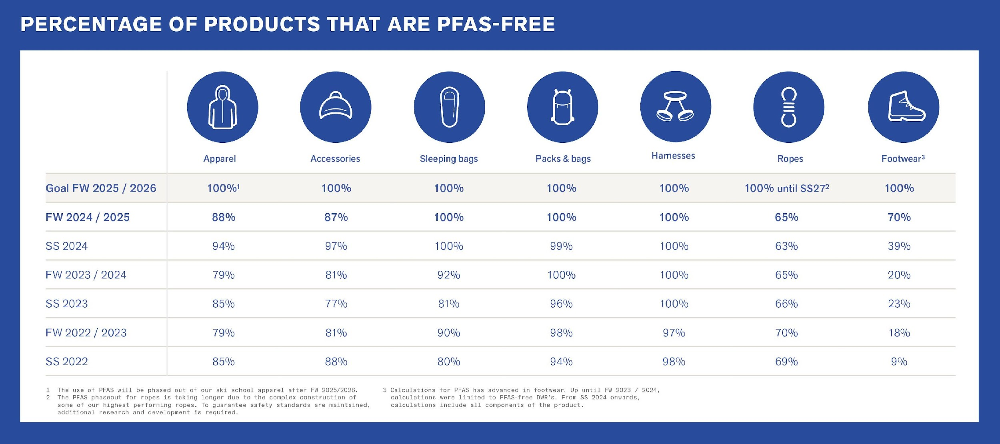 PERCENTAGE OF PRODUCTS THAT ARE PFAS-FREE
Apparel Accessories Sleeping bags Packs & bags Harnesses Ropes Footwear³
Goal FW 2025 / 2026 100%¹ 100% 100% 100% 100% 100% until SS27² 100%
FW 2024 / 2025 88% 87% 100% 100% 100% 65% 70%
SS 2024 94% 97% 100% 99% 100% 63% 39%
FW 2023 / 2024 79% 81% 92% 100% 100% 65% 20%
SS 2023 85% 77% 81% 96% 100% 66% 23%
FW 2022 / 2023 79% 81% 90% 98% 97% 70% 18%
SS 2022 85% 88% 80% 94% 98% 69% 9%
1 The use of PFAS will be phased out of our ski school apparel after FW 2025/2026.
2 The PFAS phaseout for ropes is taking longer due to the complex construction of
some of our highest performing ropes. To guarantee safety standards are maintained,
additional research and development is required.
3 Calculations for PFAS has advanced in footwear. Up until FW 2023 / 2024,
calculations were limited to PFAS-free DWR's. From SS 2024 onwards,
calculations include all components of the product.